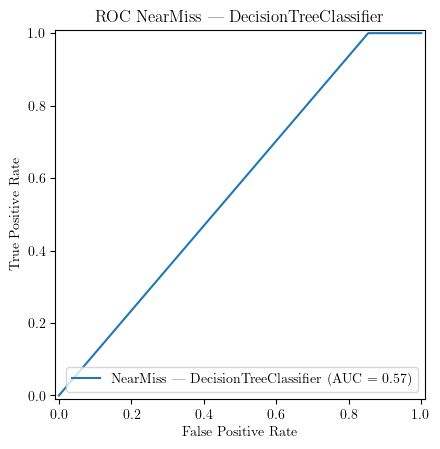 ROC NearMiss — DecisionTreeClassifier
1.0
0.8
0.6
0.4
0.2
0.0
True Positive Rate
NearMiss — DecisionTreeClassifier (AUC = 0.57)
0.0 0.2 0.4 0.6 0.8 1.0
False Positive Rate